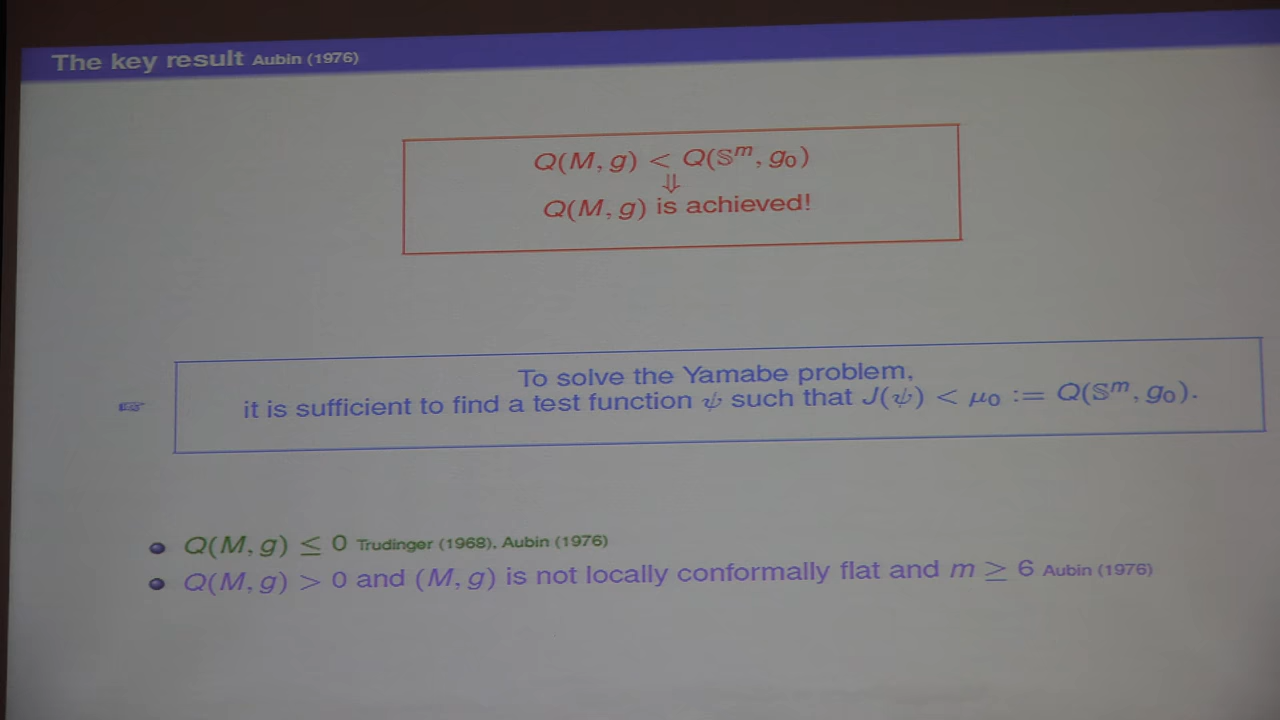 The key result Aubin (1976)
Q(M, g) < Q(𝕊^m, g₀)
⇓
Q(M, g) is achieved!
☞ To solve the Yamabe problem,
it is sufficient to find a test function ψ such that J(ψ) < μ₀ := Q(𝕊^m, g₀).
• Q(M, g) ≤ 0 Trudinger (1968), Aubin (1976)
• Q(M, g) > 0 and (M, g) is not locally conformally flat and m ≥ 6 Aubin (1976)